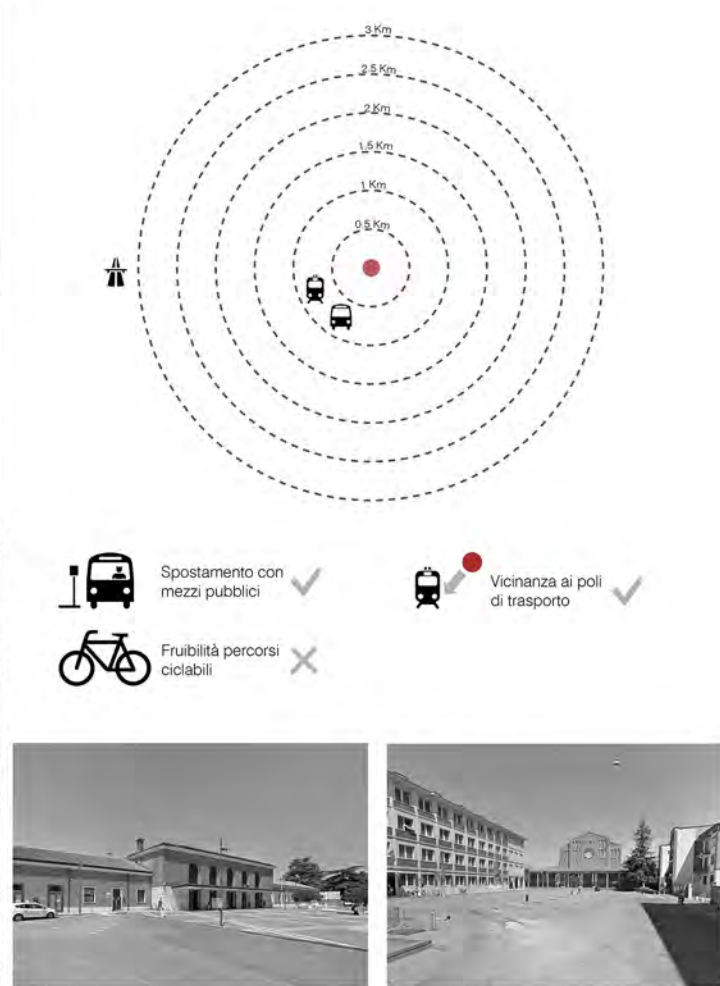 3 Km
2.5 Km
2 Km
1.5 Km
1 Km
0.5 Km
Spostamento con
mezzi pubblici
Vicinanza ai poli
di trasporto
Fruibilità percorsi
ciclabili